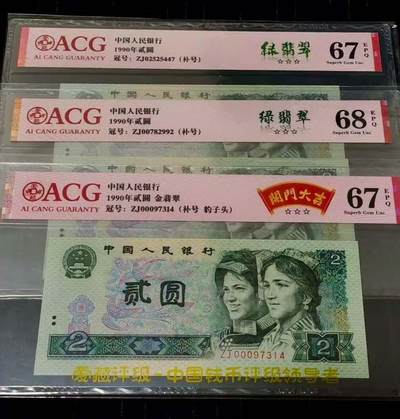 ACG
AI CANG GUARANTY
中国人民银行
1990年贰圆
冠号：ZJ02525447（补号）
绿翡翠
☆☆☆
67 EPQ
Superb Gem Unc
ACG
AI CANG GUARANTY
中国人民银行
1990年贰圆
冠号：ZJ00782992（补号）
绿翡翠
☆☆☆
68 EPQ
Superb Gem Unc
ACG
AI CANG GUARANTY
中国人民银行
1990年贰圆 金翡翠
冠号：ZJ00097314（补号 豹子头）
開門大吉
☆☆☆
67 EPQ
Superb Gem Unc
中国人民银行
贰圆
2
2
2
ZJ00097314
爱藏评级-中国钱币评级领导者